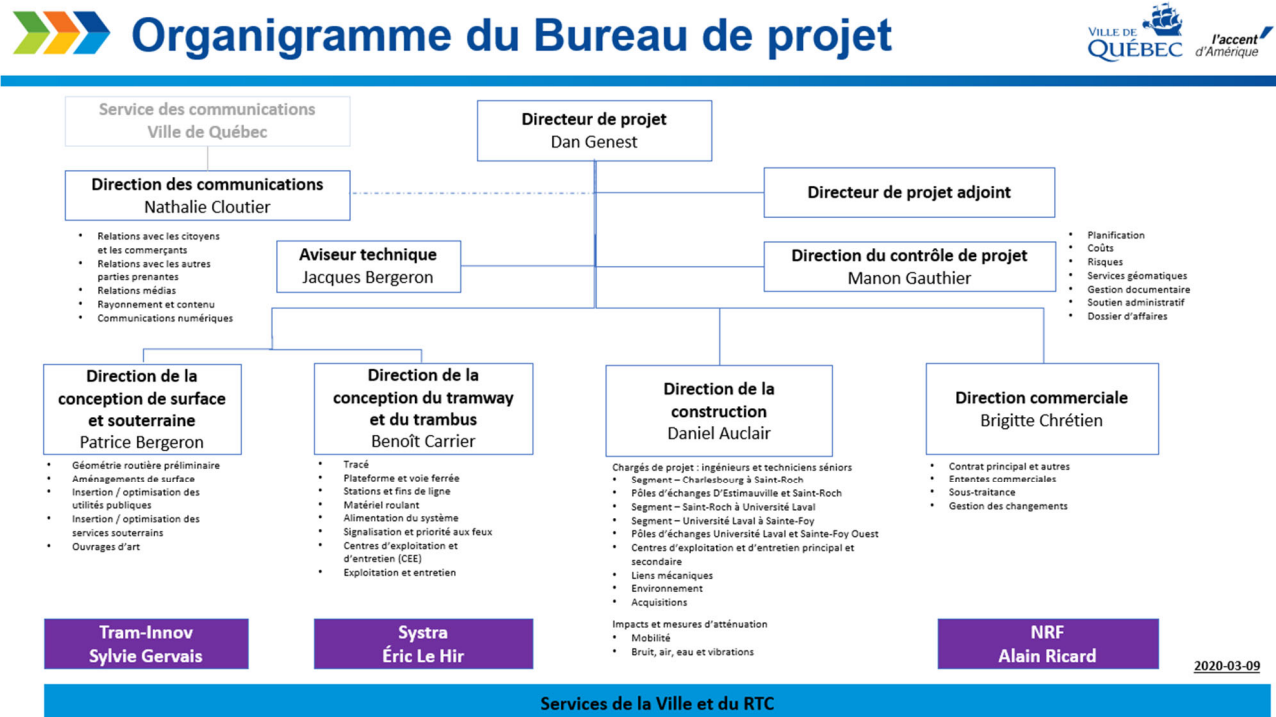 Organigramme du Bureau de projet
VILLE DE
QUÉBEC
l'accent
d'Amérique
Service des communications
Ville de Québec
Directeur de projet
Dan Genest
Direction des communications
Nathalie Cloutier
Directeur de projet adjoint
• Relations avec les citoyens
et les commerçants
• Relations avec les autres
parties prenantes
• Relations médias
• Rayonnement et contenu
• Communications numériques
Aviseur technique
Jacques Bergeron
Direction du contrôle de projet
Manon Gauthier
• Planification
• Coûts
• Risques
• Services géomatiques
• Gestion documentaire
• Soutien administratif
• Dossier d'affaires
Direction de la
conception de surface
et souterraine
Patrice Bergeron
• Géométrie routière préliminaire
• Aménagements de surface
• Insertion / optimisation des
utilités publiques
• Insertion / optimisation des
services souterrains
• Ouvrages d'art
Direction de la
conception du tramway
et du trambus
Benoît Carrier
• Tracé
• Plateforme et voie ferrée
• Stations et fins de ligne
• Matériel roulant
• Alimentation du système
• Signalisation et priorité aux feux
• Centres d'exploitation et
d'entretien (CEE)
• Exploitation et entretien
Direction de la
construction
Daniel Auclair
Chargés de projet : ingénieurs et techniciens séniors
• Segment – Charlesbourg à Saint-Roch
• Pôles d'échanges D'Estimauville et Saint-Roch
• Segment – Saint-Roch à Université Laval
• Segment – Université Laval à Sainte-Foy
• Pôles d'échanges Université Laval et Sainte-Foy Ouest
• Centres d'exploitation et d'entretien principal et
secondaire
• Liens mécaniques
• Environnement
• Acquisitions
Impacts et mesures d'atténuation
• Mobilité
• Bruit, air, eau et vibrations
Direction commerciale
Brigitte Chrétien
• Contrat principal et autres
• Ententes commerciales
• Sous-traitance
• Gestion des changements
Tram-Innov
Sylvie Gervais
Systra
Éric Le Hir
NRF
Alain Ricard
2020-03-09
Services de la Ville et du RTC